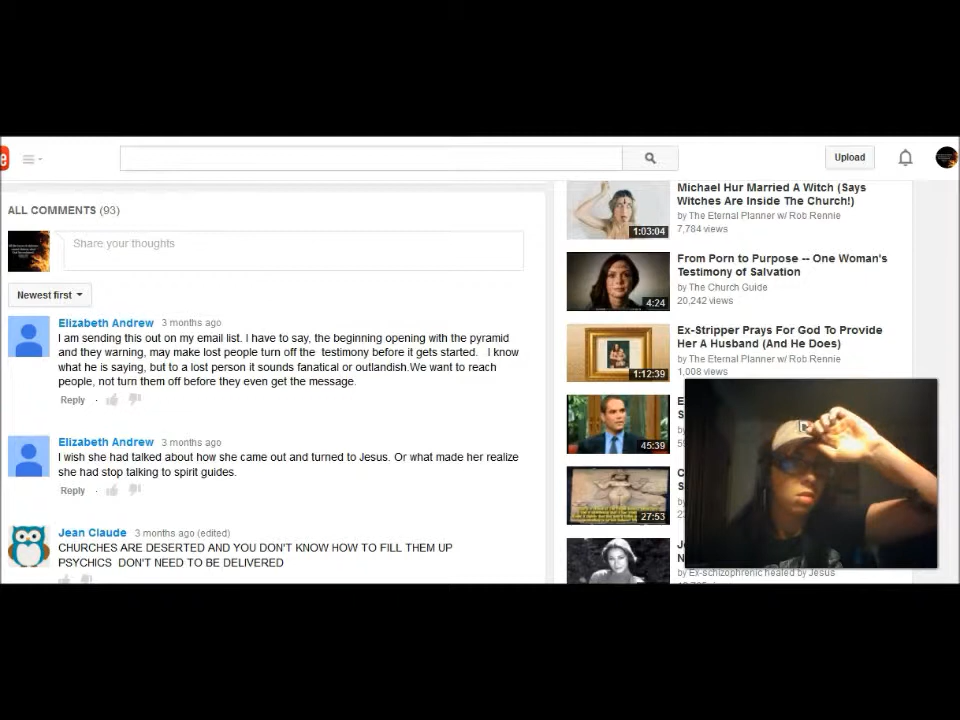 e
Upload
ALL COMMENTS (93)
Share your thoughts
Newest first
Elizabeth Andrew 3 months ago
I am sending this out on my email list. I have to say, the beginning opening with the pyramid
and they warning, may make lost people turn off the testimony before it gets started. I know
what he is saying, but to a lost person it sounds fanatical or outlandish.We want to reach
people, not turn them off before they even get the message.
Reply
Elizabeth Andrew 3 months ago
I wish she had talked about how she came out and turned to Jesus. Or what made her realize
she had stop talking to spirit guides.
Reply
Jean Claude 3 months ago (edited)
CHURCHES ARE DESERTED AND YOU DON'T KNOW HOW TO FILL THEM UP
PSYCHICS DON'T NEED TO BE DELIVERED
Michael Hur Married A Witch (Says
Witches Are Inside The Church!)
by The Eternal Planner w/ Rob Rennie
7,784 views
1:03:04
From Porn to Purpose -- One Woman's
Testimony of Salvation
by The Church Guide
20,242 views
4:24
Ex-Stripper Prays For God To Provide
Her A Husband (And He Does)
by The Eternal Planner w/ Rob Rennie
1,008 views
1:12:39
E
S
by
45:39
C
S
by
27:53
by Ex-schizophrenic healed by Jesus